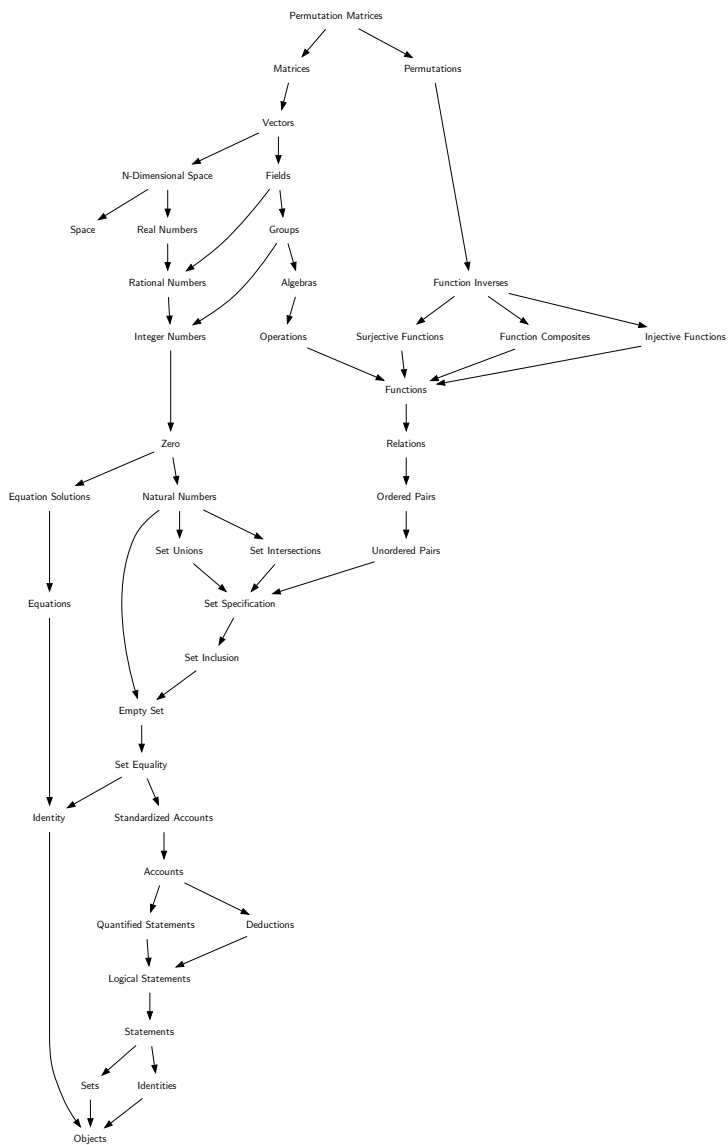 Permutation Matrices
Matrices
Permutations
Vectors
N-Dimensional Space
Fields
Space
Real Numbers
Groups
Rational Numbers
Algebras
Function Inverses
Integer Numbers
Operations
Surjective Functions
Function Composites
Injective Functions
Functions
Zero
Relations
Equation Solutions
Natural Numbers
Ordered Pairs
Set Unions
Set Intersections
Unordered Pairs
Equations
Set Specification
Set Inclusion
Empty Set
Set Equality
Identity
Standardized Accounts
Accounts
Quantified Statements
Deductions
Logical Statements
Statements
Sets
Identities
Objects